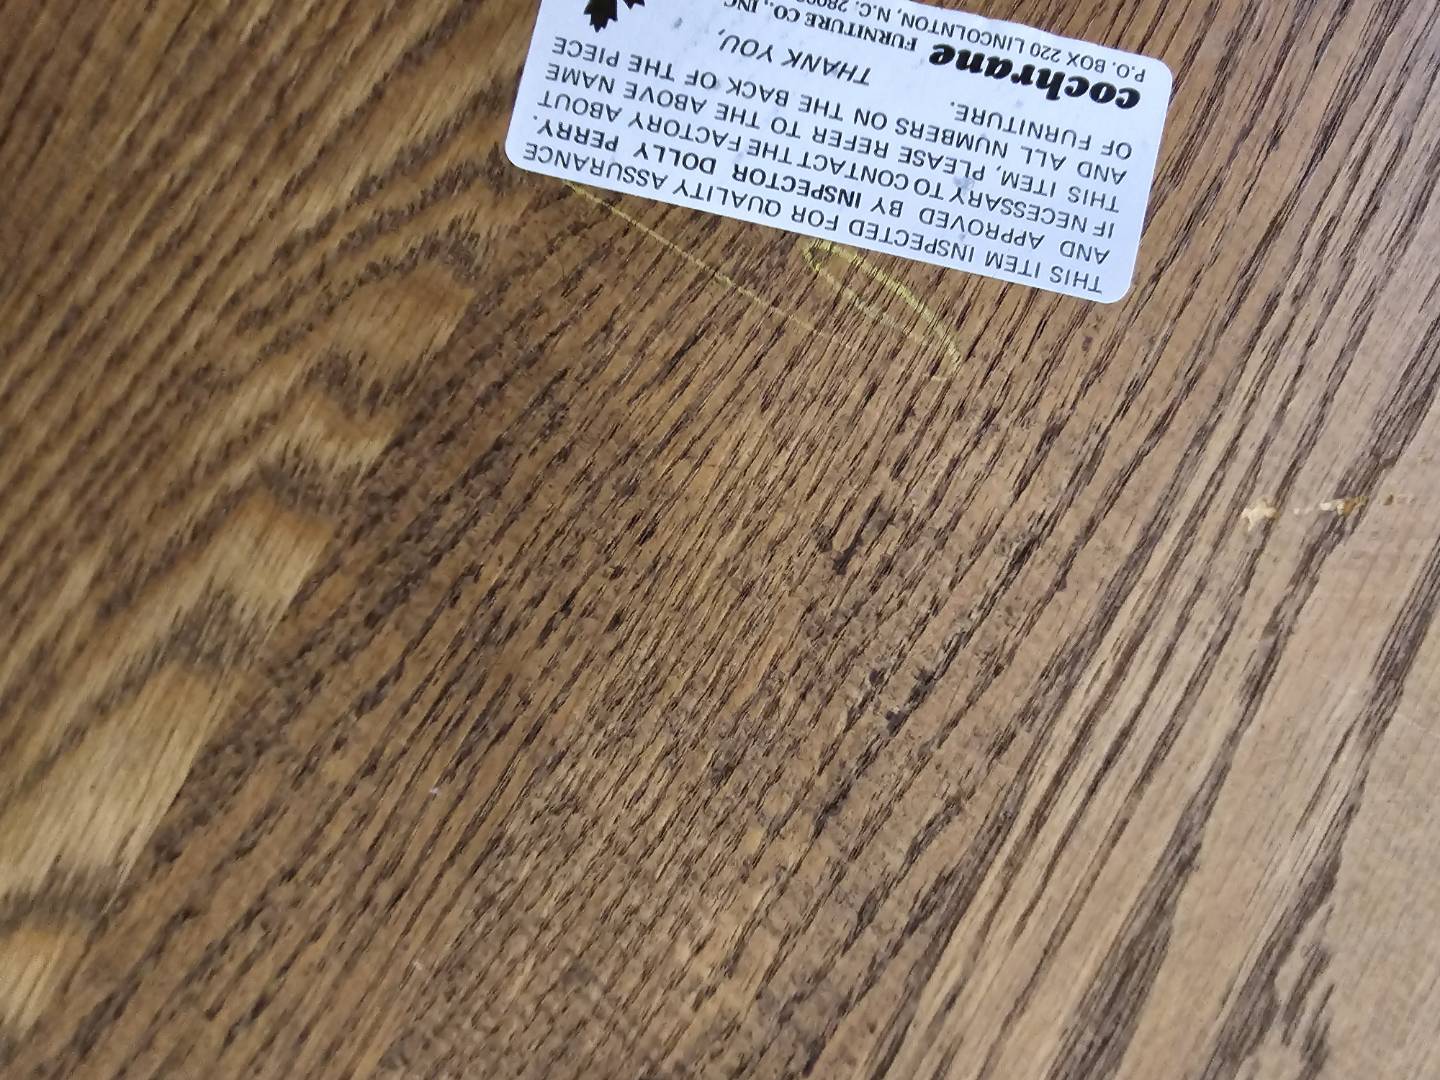 THIS ITEM INSPECTED FOR QUALITY ASSURANCE
AND APPROVED BY INSPECTOR DOLLY PERRY.
IF NECESSARY TO CONTACT THE FACTORY ABOUT
THIS ITEM, PLEASE REFER TO THE ABOVE NAME
AND ALL NUMBERS ON THE BACK OF THE PIECE
OF FURNITURE.
THANK YOU,
cochrane FURNITURE CO., INC
P.O. BOX 220 LINCOLNTON, N.C.